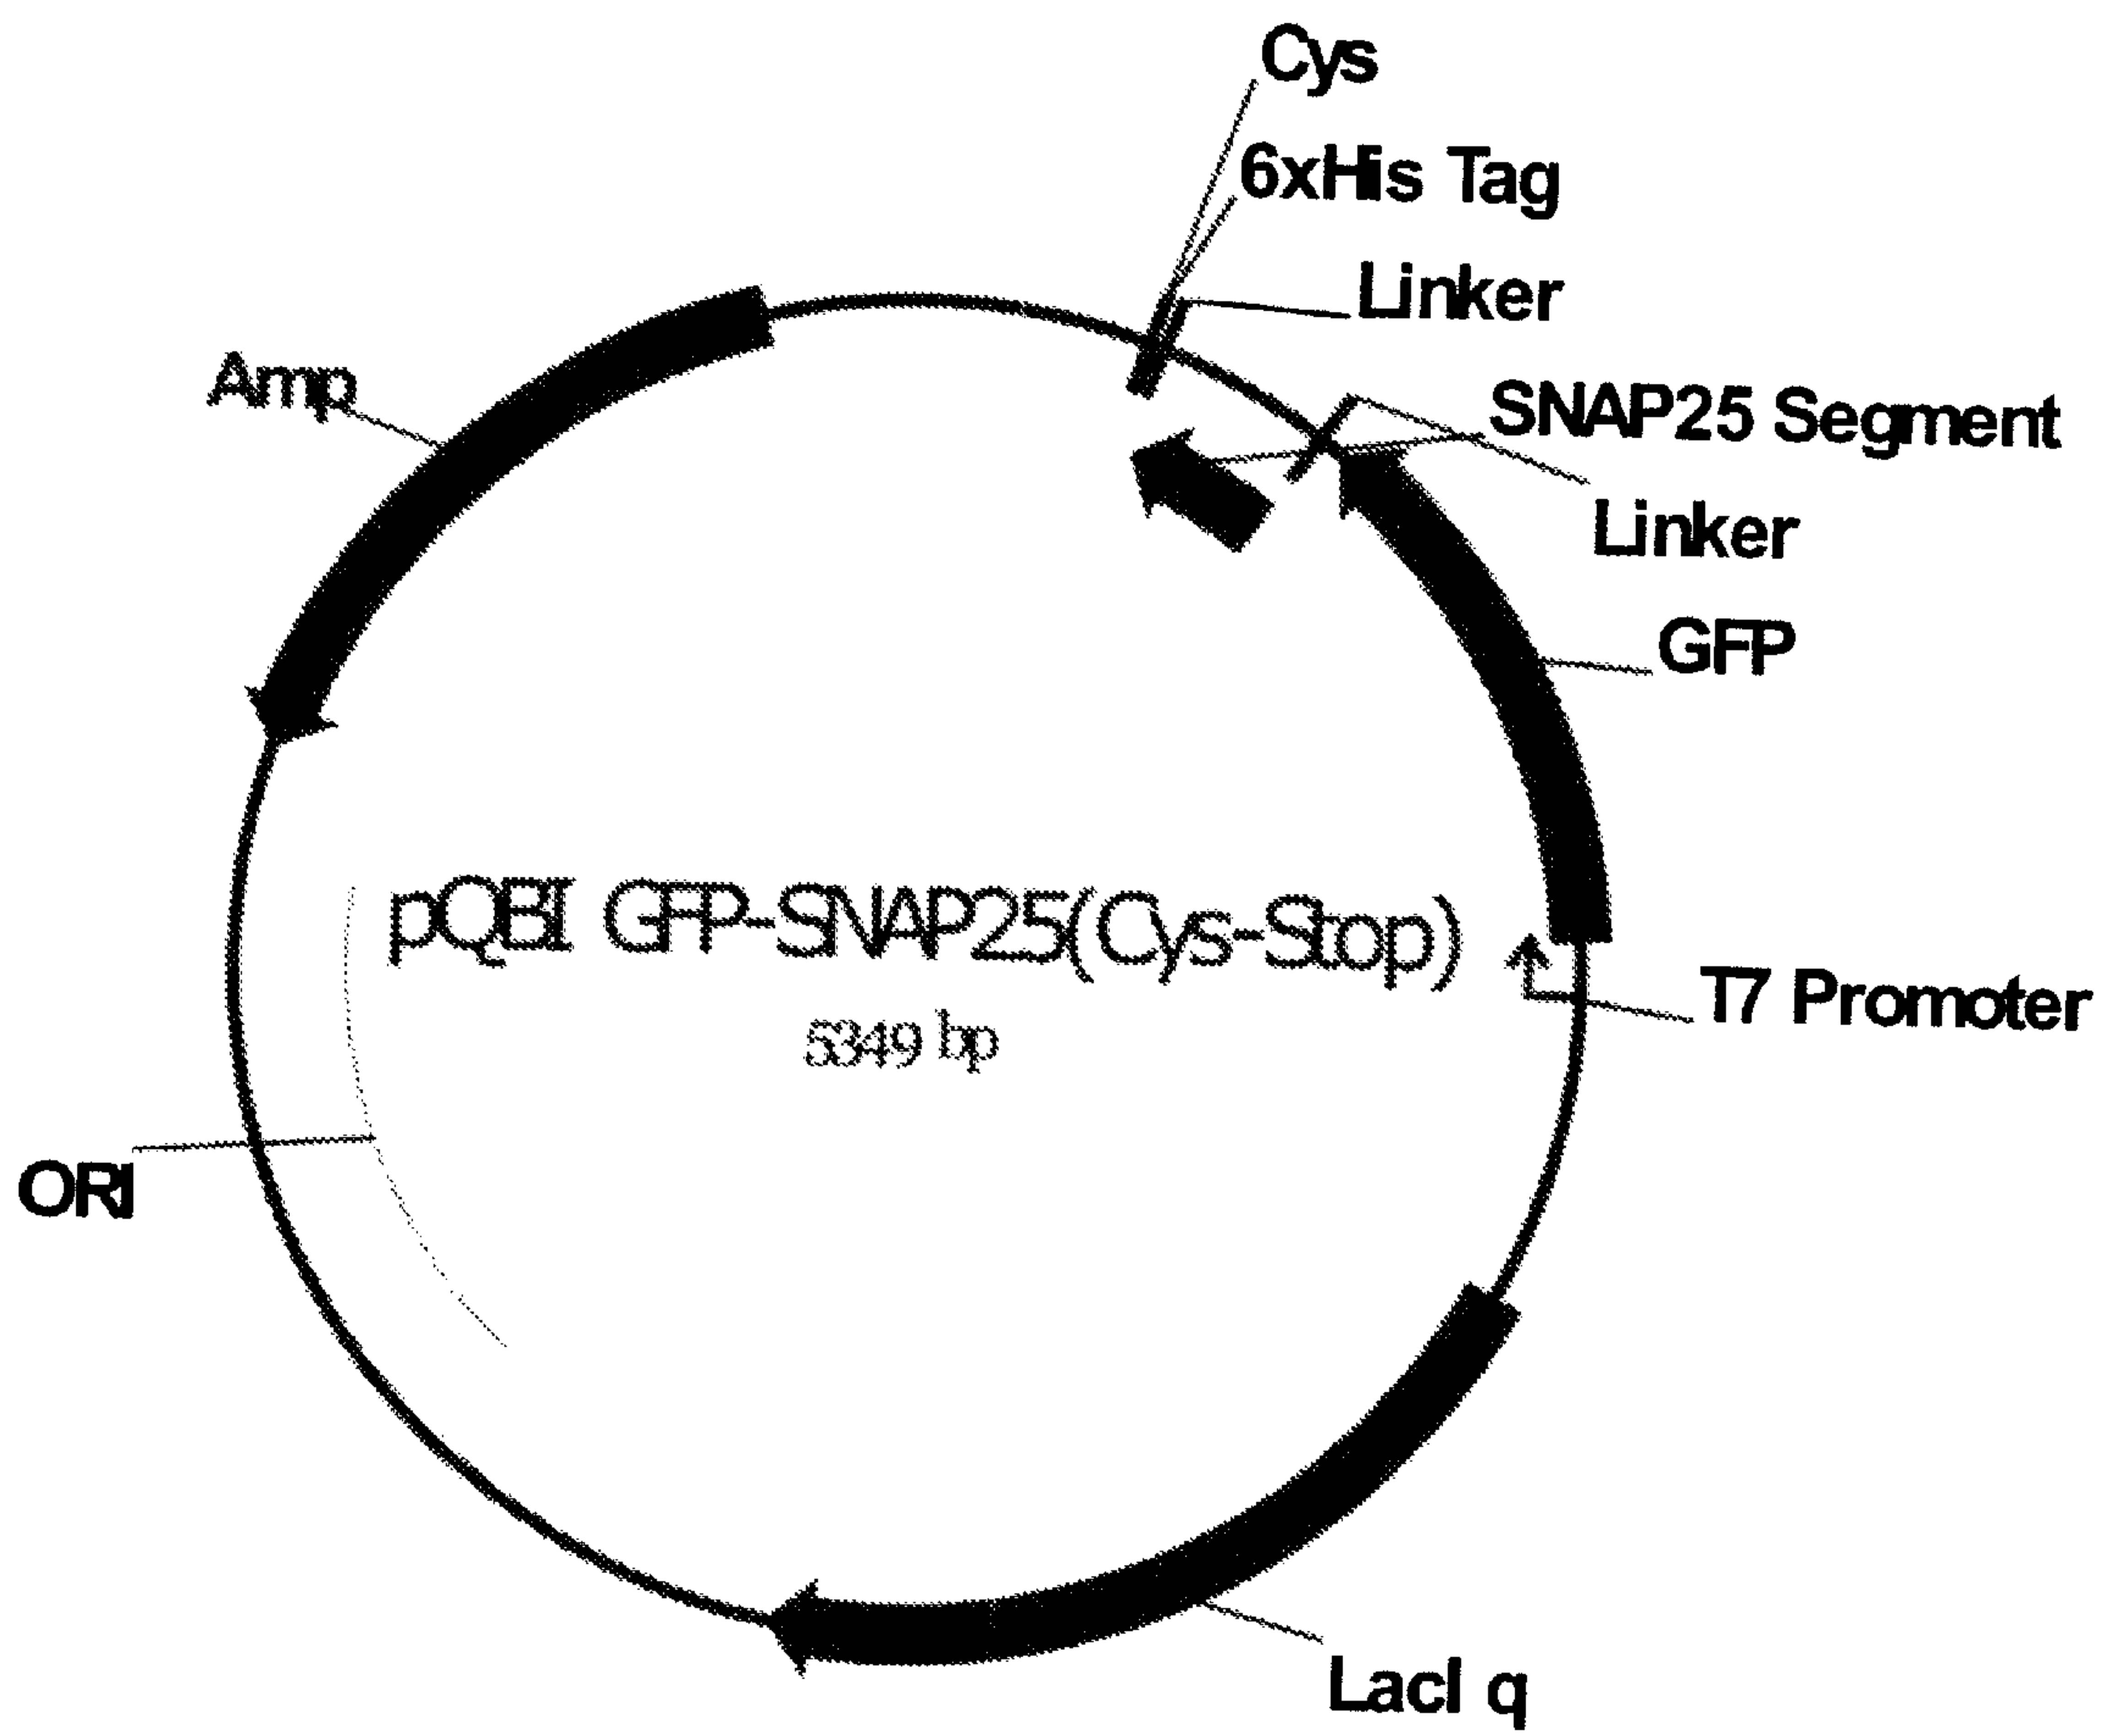 Cys
6xHis Tag
Linker
Amp
SNAP25 Segment
Linker
GFP
pQBI GFP-SNAP25(Cys-Stop)
5349 bp
T7 Promoter
ORI
LacI q